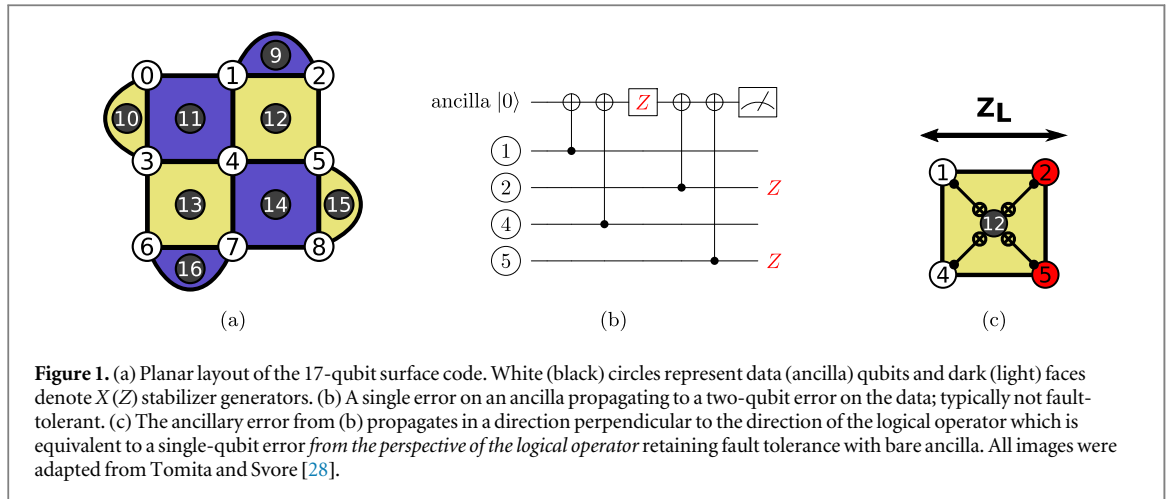 9
0 1 2
10 11 12
3 4 5
13 14 15
6 7 8
16
(a)
ancilla |0⟩ Z
1
2 Z
4
5 Z
(b)
Z_L
1 2
12
4 5
(c)
Figure 1. (a) Planar layout of the 17-qubit surface code. White (black) circles represent data (ancilla) qubits and dark (light) faces
denote X (Z) stabilizer generators. (b) A single error on an ancilla propagating to a two-qubit error on the data; typically not fault-
tolerant. (c) The ancillary error from (b) propagates in a direction perpendicular to the direction of the logical operator which is
equivalent to a single-qubit error from the perspective of the logical operator retaining fault tolerance with bare ancilla. All images were
adapted from Tomita and Svore [28].